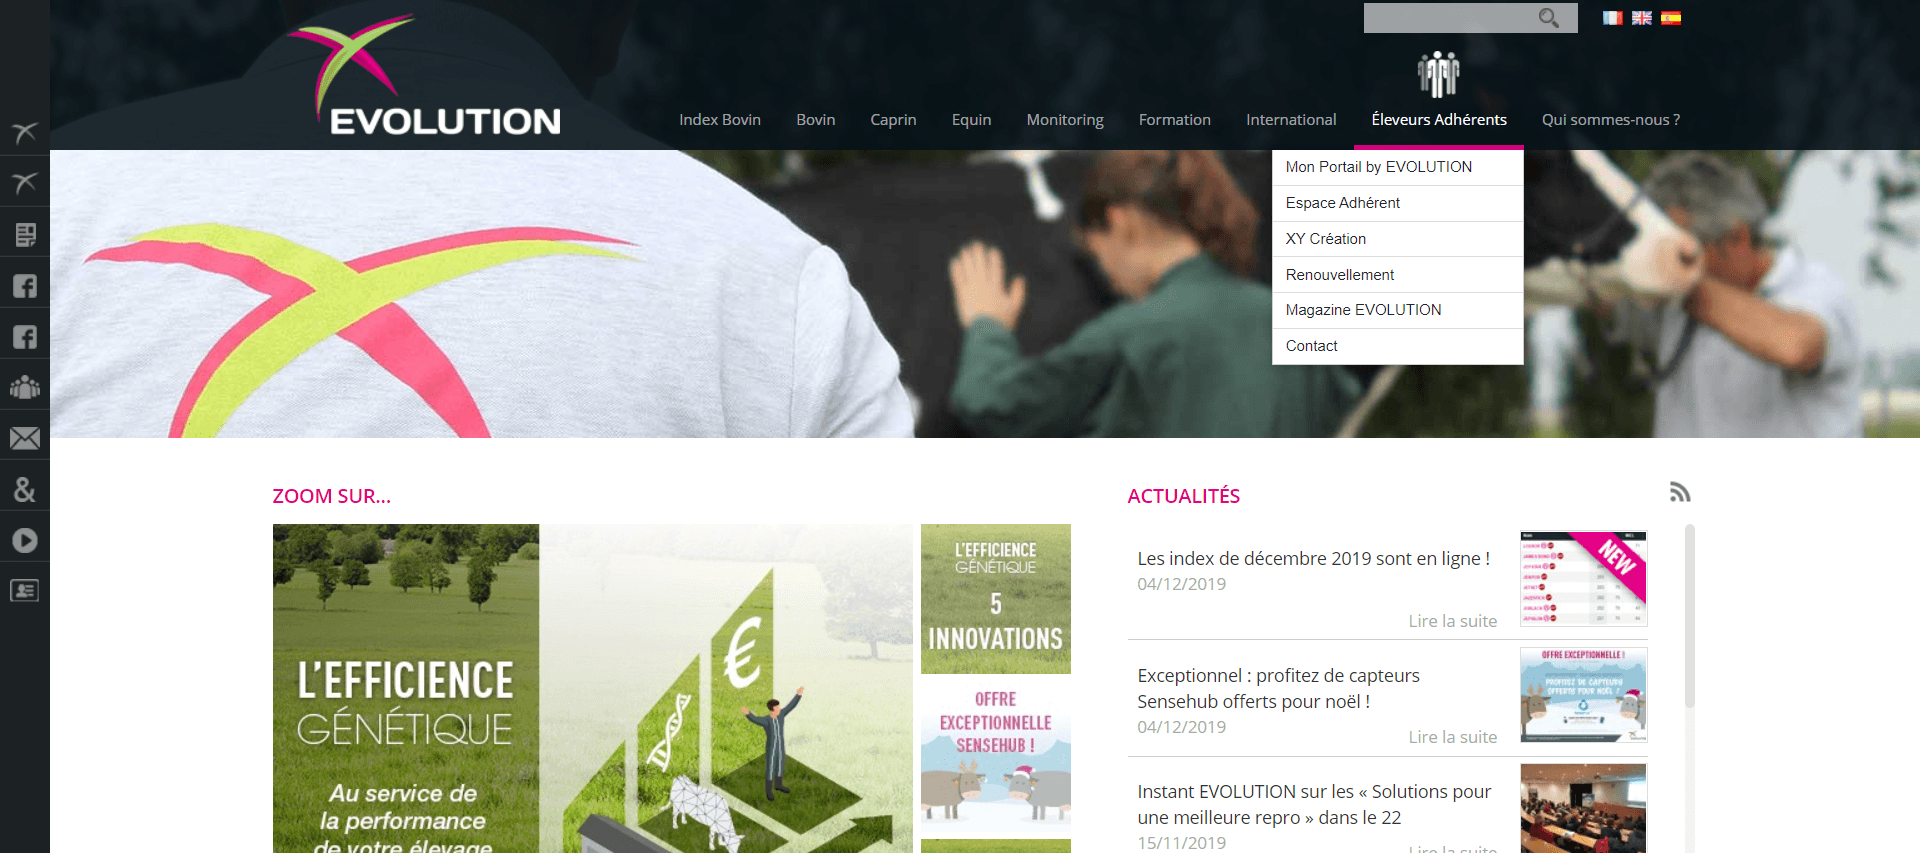 EVOLUTION
Index Bovin
Bovin
Caprin
Equin
Monitoring
Formation
International
Éleveurs Adhérents
Qui sommes-nous ?
Mon Portail by EVOLUTION
Espace Adhérent
XY Création
Renouvellement
Magazine EVOLUTION
Contact
ZOOM SUR...
L'EFFICIENCE
GÉNÉTIQUE
Au service de
la performance
de votre élevage
€
L'EFFICIENCE
GÉNÉTIQUE
5
INNOVATIONS
OFFRE
EXCEPTIONNELLE
SENSEHUB !
ACTUALITÉS
Les index de décembre 2019 sont en ligne !
04/12/2019
Lire la suite
NEW
Exceptionnel : profitez de capteurs
Sensehub offerts pour noël !
04/12/2019
Lire la suite
OFFRE EXCEPTIONNELLE !
PROFITEZ DE CAPTEURS
OFFERTS POUR NOËL !
Instant EVOLUTION sur les « Solutions pour
une meilleure repro » dans le 22
15/11/2019
Lire la suite